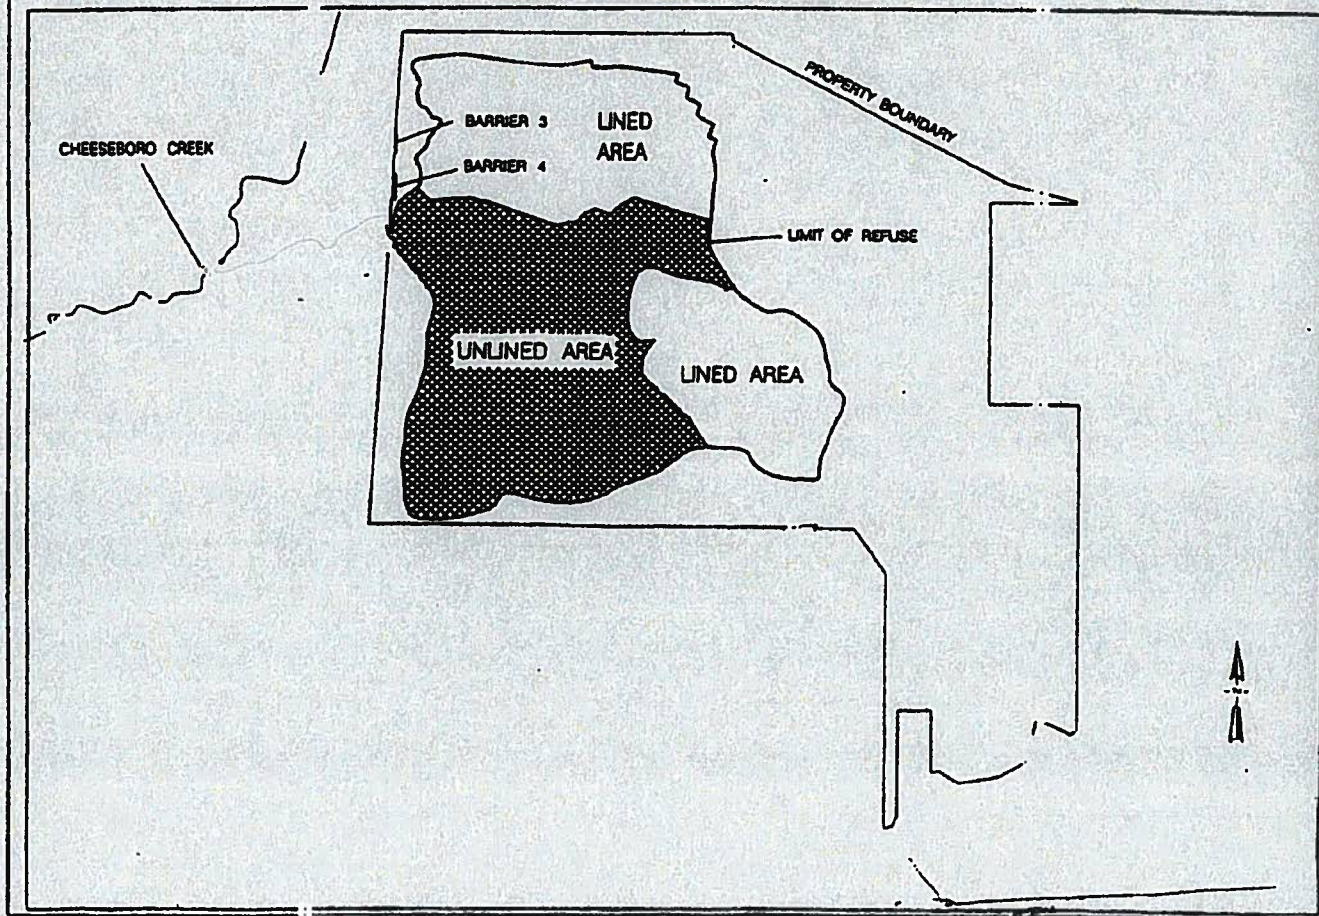 PROPERTY BOUNDARY
BARRIER 3
LINED
AREA
CHEESEBORO CREEK
BARRIER 4
LIMIT OF REFUSE
UNLINED AREA
LINED AREA
N